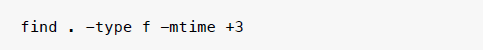 find . –type f –mtime +3